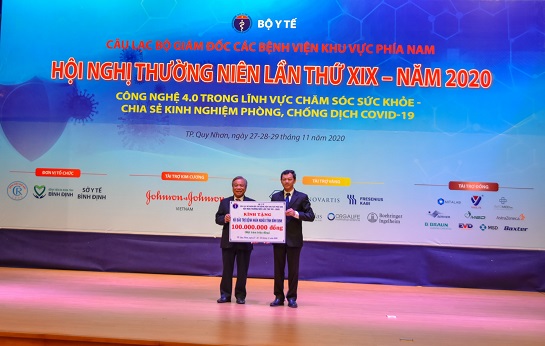 BỘ Y TẾ
CÂU LẠC BỘ GIÁM ĐỐC CÁC BỆNH VIỆN KHU VỰC PHÍA NAM
HỘI NGHỊ THƯỜNG NIÊN LẦN THỨ XIX – NĂM 2020
CÔNG NGHỆ 4.0 TRONG LĨNH VỰC CHĂM SÓC SỨC KHỎE -
CHIA SẺ KINH NGHIỆM PHÒNG, CHỐNG DỊCH COVID-19
TP. Quy Nhơn, ngày 27-28-29 tháng 11 năm 2020
ĐƠN VỊ TỔ CHỨC
TÀI TRỢ KIM CƯƠNG
TÀI TRỢ ĐỒNG
BÌNH ĐỊNH
SỞ Y TẾ
BÌNH ĐỊNH
Johnson & Johnson
VIETNAM
NOVARTIS
FRESENIUS
KABI
Boehringer
Ingelheim
B BRAUN
MSD
Baxter
KÍNH TẶNG
100.000.000 đồng